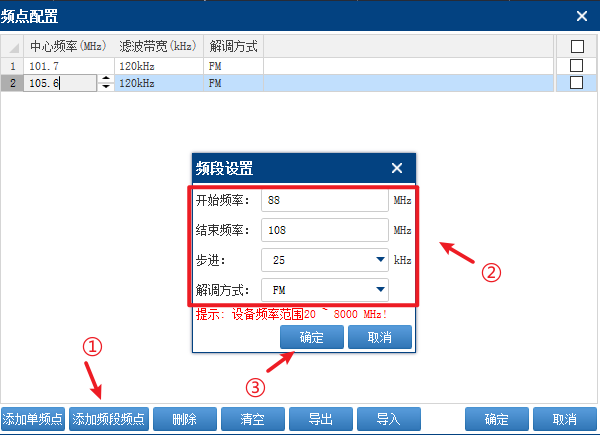 频点配置
中心频率(MHz) 滤波带宽(kHz) 解调方式
1 101.7 120kHz FM
2 105.6 120kHz FM
频段设置
开始频率： 88 MHz
结束频率： 108 MHz
②
步进： 25 kHz
解调方式： FM
提示: 设备频率范围20 ~ 8000 MHz!
确定 取消
①
③
添加单频点 添加频段频点 删除 清空 导出 导入 确定 取消